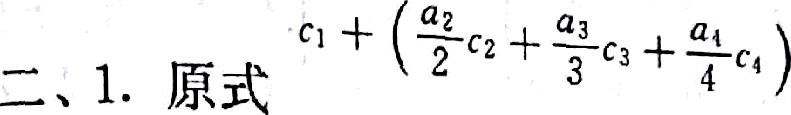 二、1. 原式 c₁ + (a₂/2 c₂ + a₃/3 c₃ + a₄/4 c₄)